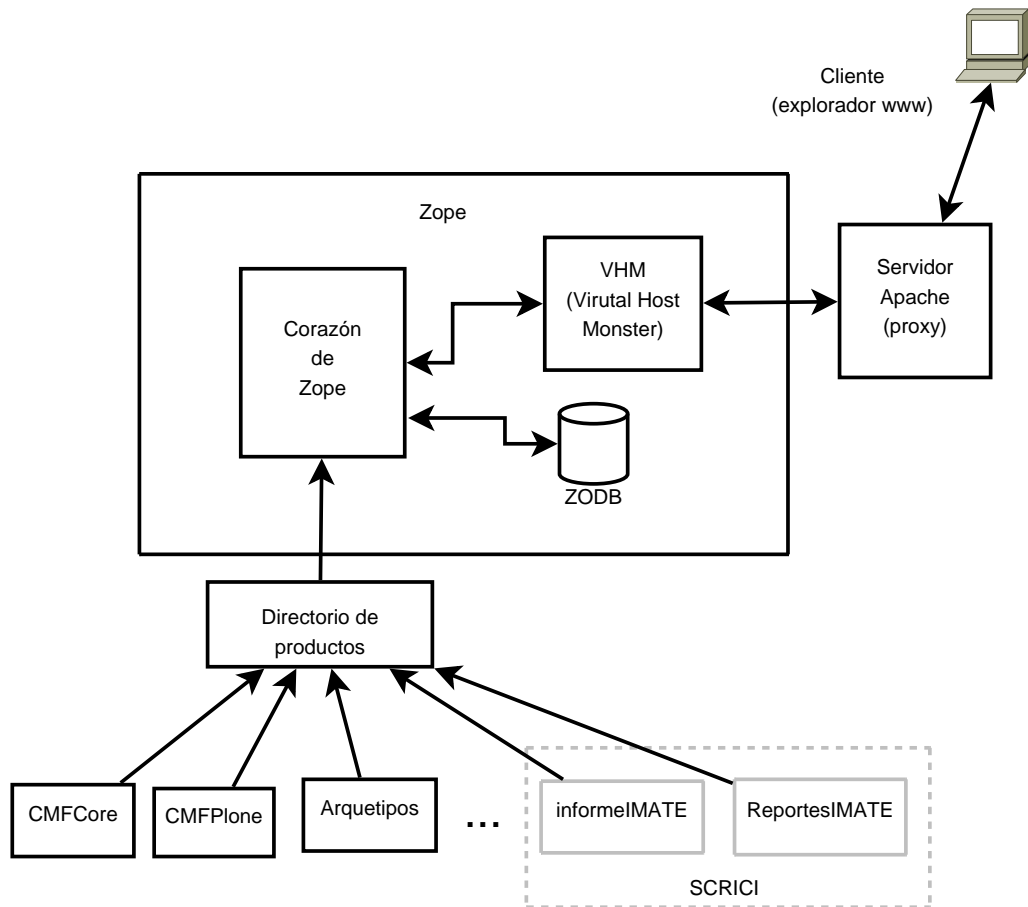 Cliente
(explorador www)
Zope
VHM
(Virutal Host
Monster)
Servidor
Apache
(proxy)
Corazón
de
Zope
ZODB
Directorio de
productos
CMFCore
CMFPlone
Arquetipos
...
informeIMATE
ReportesIMATE
SCRICI